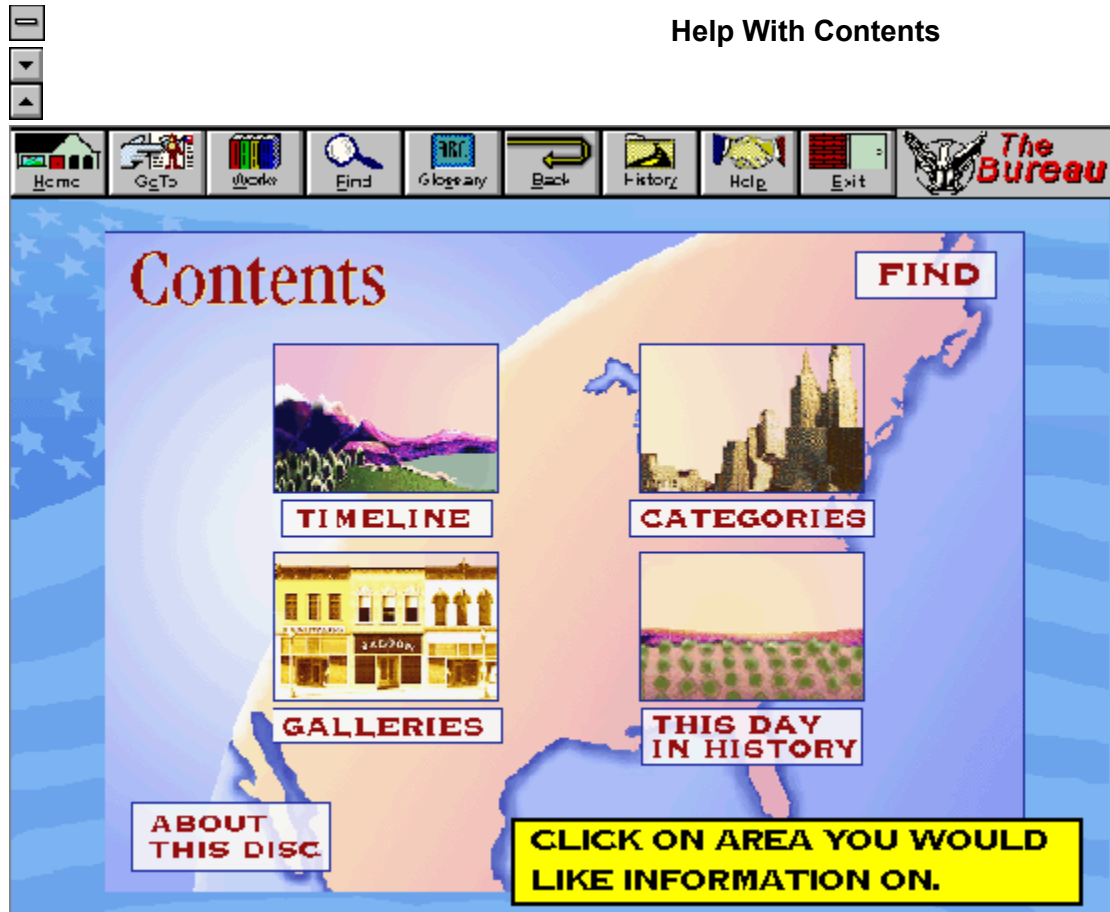 Help With Contents
Home GoTo Works Find Glossary Back History Help Exit
The
Bureau
Contents
FIND
TIMELINE
CATEGORIES
GALLERIES
THIS DAY
IN HISTORY
ABOUT
THIS DISC
CLICK ON AREA YOU WOULD
LIKE INFORMATION ON.